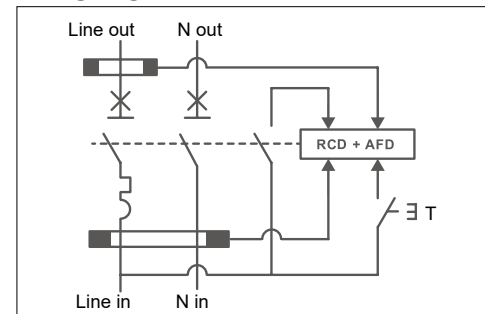 Line out N out
RCD + AFD
T
Line in N in